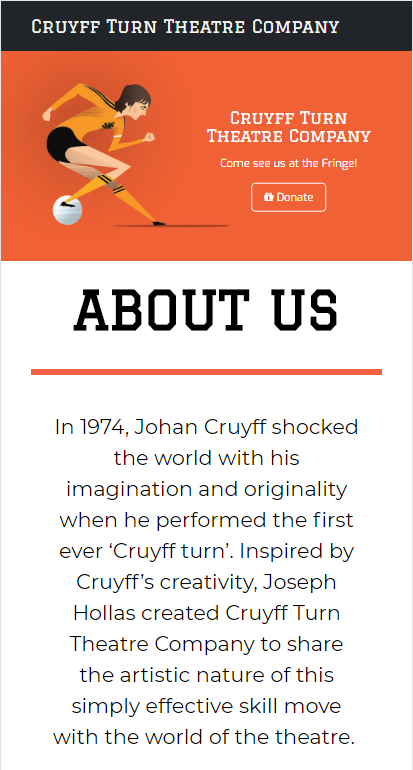 Cruyff Turn Theatre Company
Cruyff Turn
Theatre Company
Come see us at the Fringe!
Donate
ABOUT US
In 1974, Johan Cruyff shocked
the world with his
imagination and originality
when he performed the first
ever ‘Cruyff turn’. Inspired by
Cruyff’s creativity, Joseph
Hollas created Cruyff Turn
Theatre Company to share
the artistic nature of this
simply effective skill move
with the world of the theatre.